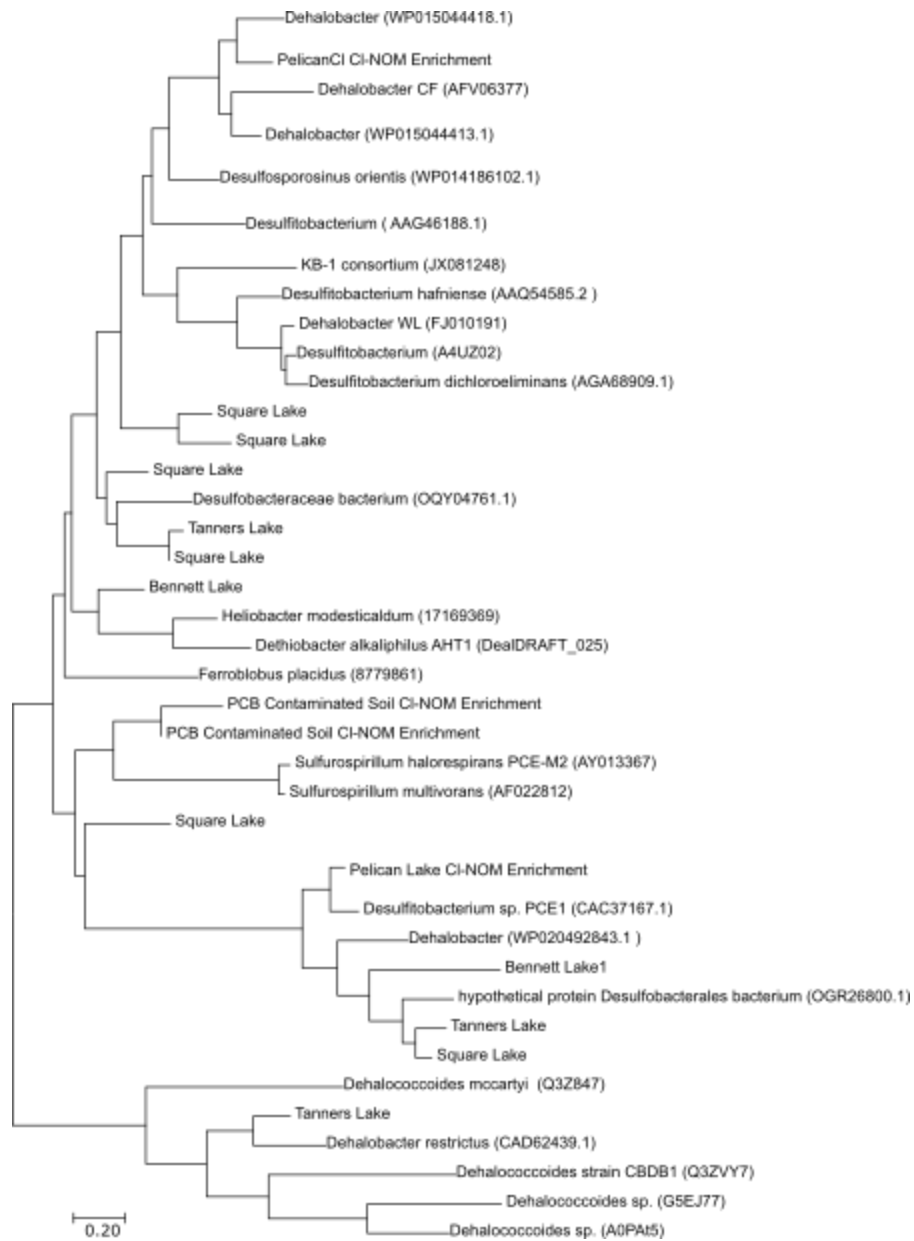 Dehalobacter (WP015044418.1)
PelicanCl Cl-NOM Enrichment
Dehalobacter CF (AFV06377)
Dehalobacter (WP015044413.1)
Desulfosporosinus orientis (WP014186102.1)
Desulfitobacterium ( AAG46188.1)
KB-1 consortium (JX081248)
Desulfitobacterium hafniense (AAQ54585.2 )
Dehalobacter WL (FJ010191)
Desulfitobacterium (A4UZ02)
Desulfitobacterium dichloroeliminans (AGA68909.1)
Square Lake
Square Lake
Square Lake
Desulfobacteraceae bacterium (OQY04761.1)
Tanners Lake
Square Lake
Bennett Lake
Heliobacter modesticaldum (17169369)
Dethiobacter alkaliphilus AHT1 (DealDRAFT_025)
Ferroblobus placidus (8779861)
PCB Contaminated Soil Cl-NOM Enrichment
PCB Contaminated Soil Cl-NOM Enrichment
Sulfurospirillum halorespirans PCE-M2 (AY013367)
Sulfurospirillum multivorans (AF022812)
Square Lake
Pelican Lake Cl-NOM Enrichment
Desulfitobacterium sp. PCE1 (CAC37167.1)
Dehalobacter (WP020492843.1 )
Bennett Lake1
hypothetical protein Desulfobacterales bacterium (OGR26800.1)
Tanners Lake
Square Lake
Dehalococcoides mccartyi  (Q3Z847)
Tanners Lake
Dehalobacter restrictus (CAD62439.1)
Dehalococcoides strain CBDB1 (Q3ZVY7)
Dehalococcoides sp. (G5EJ77)
Dehalococcoides sp. (A0PAt5)
0.20